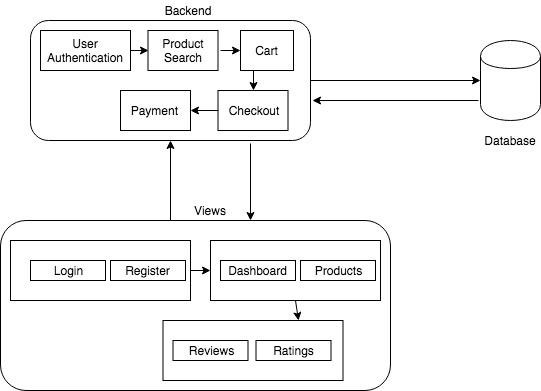 Backend
User
Authentication
Product
Search
Cart
Payment
Checkout
Database
Views
Login
Register
Dashboard
Products
Reviews
Ratings